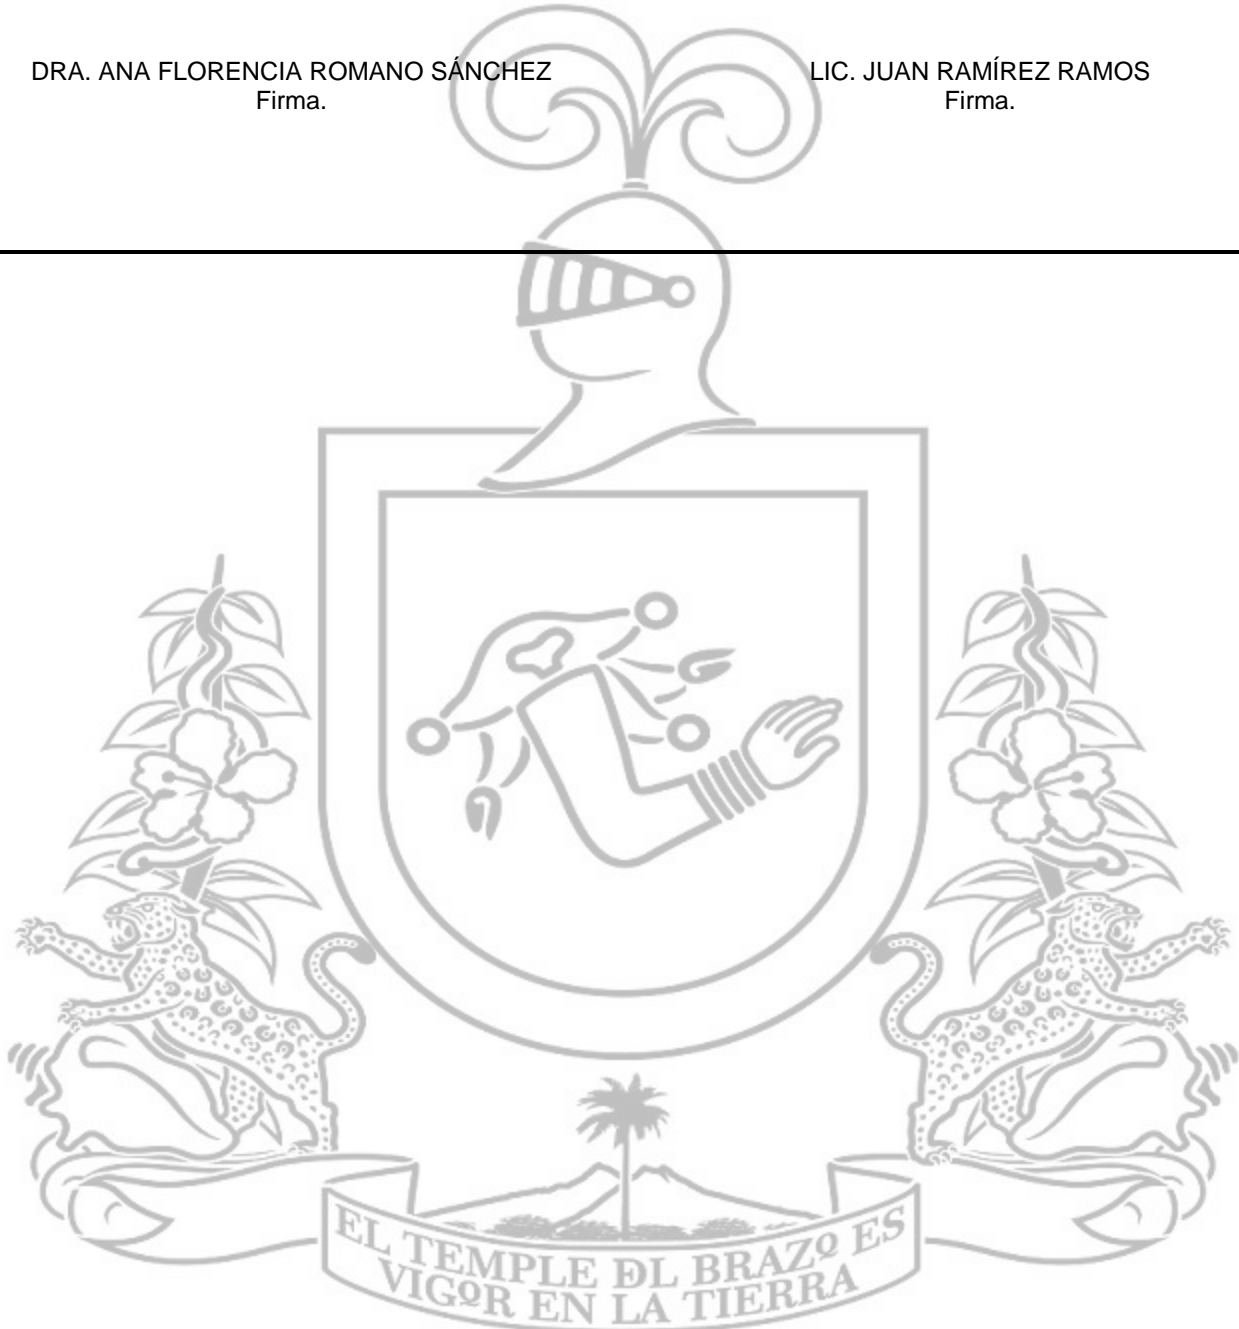 DRA. ANA FLORENCIA ROMANO SÁNCHEZ
Firma.
LIC. JUAN RAMÍREZ RAMOS
Firma.
EL TEMPLE ĐL BRAZº ES
VIGºR EN LA TIERRA